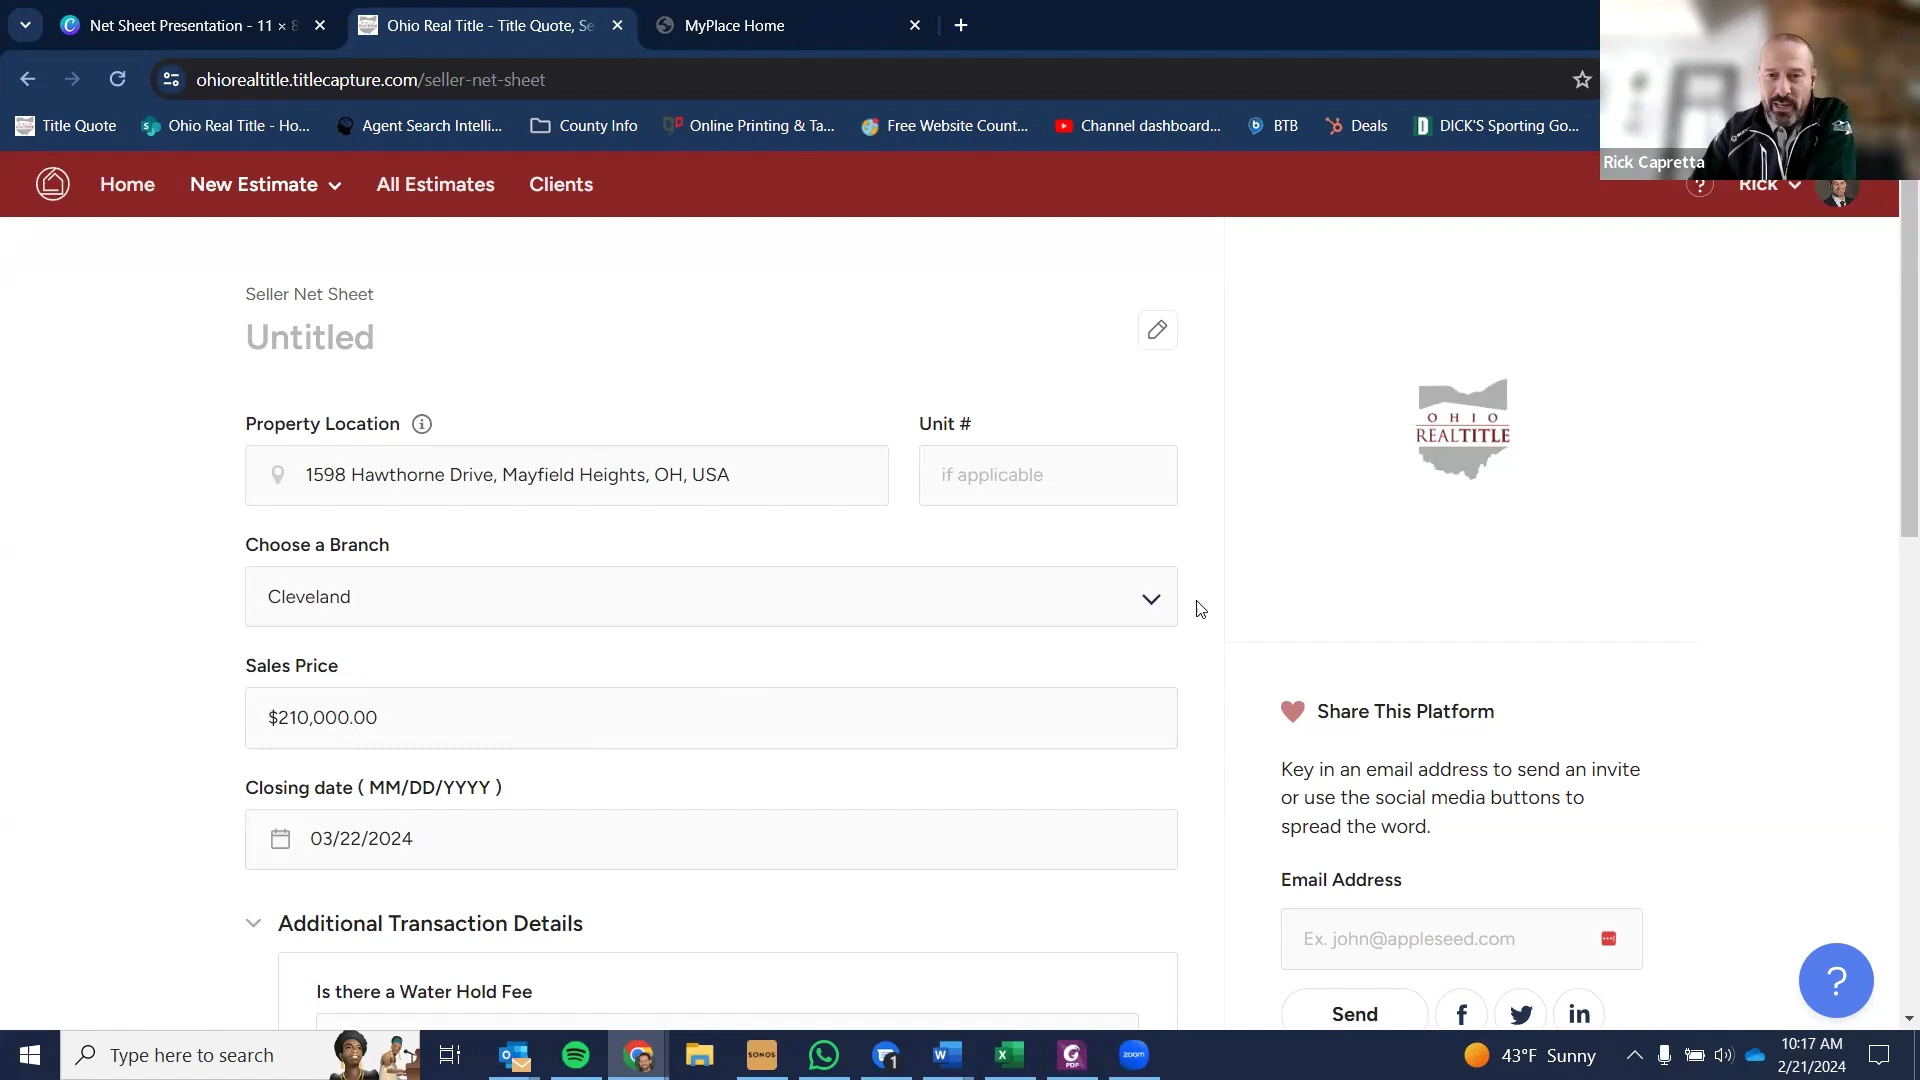 Net Sheet Presentation - 11 × 8
Ohio Real Title - Title Quote, Se
MyPlace Home
ohiorealtitle.titlecapture.com/seller-net-sheet
Title Quote
Ohio Real Title - Ho...
Agent Search Intelli...
County Info
Online Printing & Ta...
Free Website Count...
Channel dashboard...
BTB
Deals
DICK'S Sporting Go...
Rick Capretta
Home
New Estimate
All Estimates
Clients
?
Rick
Seller Net Sheet
Untitled
Property Location
Unit #
1598 Hawthorne Drive, Mayfield Heights, OH, USA
if applicable
OHIO
REALTITLE
Choose a Branch
Cleveland
Sales Price
$210,000.00
Share This Platform
Key in an email address to send an invite
or use the social media buttons to
spread the word.
Closing date ( MM/DD/YYYY )
03/22/2024
Email Address
Ex. john@appleseed.com
Additional Transaction Details
Is there a Water Hold Fee
Send
?
Type here to search
SONOS
zoom
43°F Sunny
10:17 AM
2/21/2024